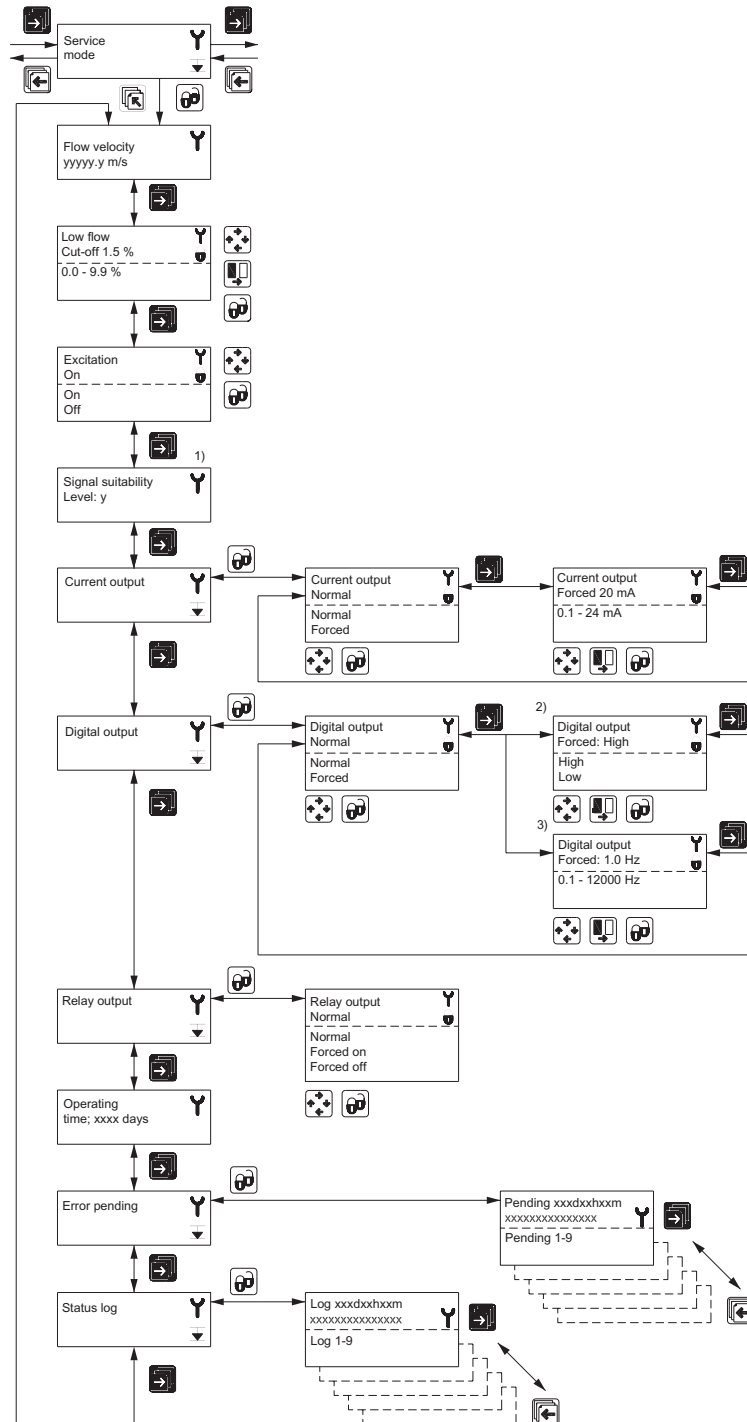 Service
mode
Flow velocity
yyyyy.y m/s
Low flow
Cut-off 1.5 %
0.0 - 9.9 %
Excitation
On
On
Off
1)
Signal suitability
Level: y
Current output
Current output
Normal
Normal
Forced
Current output
Forced 20 mA
0.1 - 24 mA
Digital output
Digital output
Normal
Normal
Forced
2)
Digital output
Forced: High
High
Low
3)
Digital output
Forced: 1.0 Hz
0.1 - 12000 Hz
Relay output
Relay output
Normal
Normal
Forced on
Forced off
Operating
time; xxxx days
Error pending
Pending xxxdxxhxxm
xxxxxxxxxxxxxxx
Pending 1-9
Status log
Log xxxdxxhxxm
xxxxxxxxxxxxxxx
Log 1-9